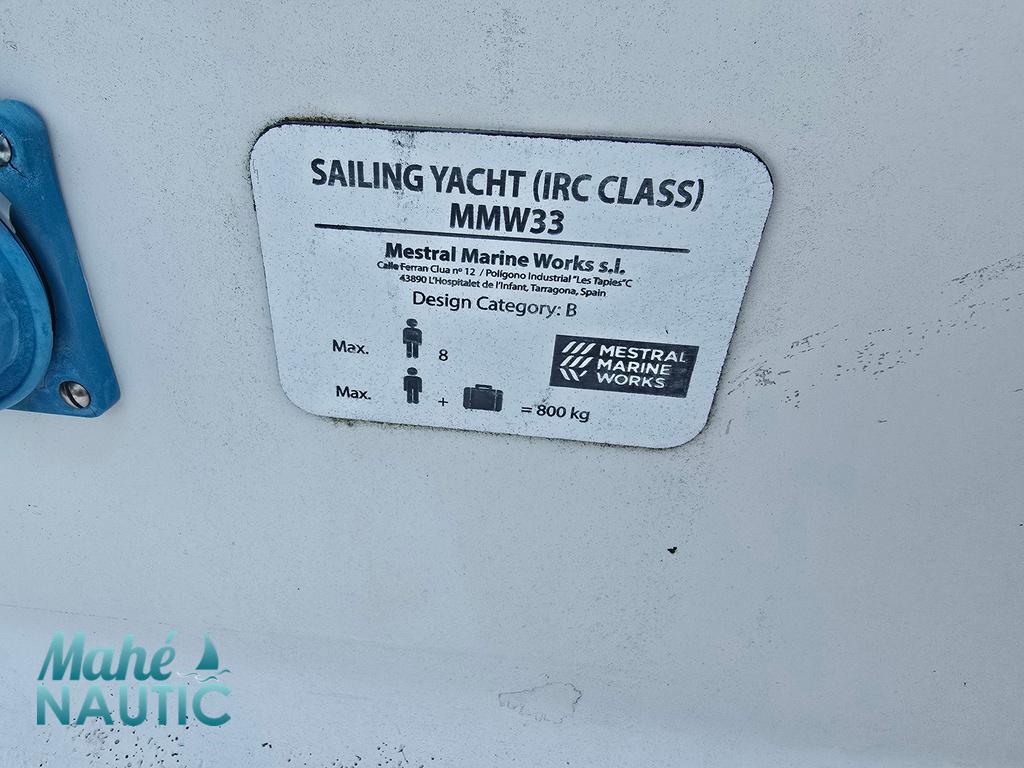 SAILING YACHT (IRC CLASS)
MMW33
Mestral Marine Works s.l.
Calle Ferran Clua nº 12 / Polígono Industrial "Les Tapies"C
43890 L'Hospitalet de l'Infant, Tarragona, Spain
Design Category: B
Max. 8
MESTRAL
MARINE
WORKS
Max. + = 800 kg
Mahé
NAUTIC